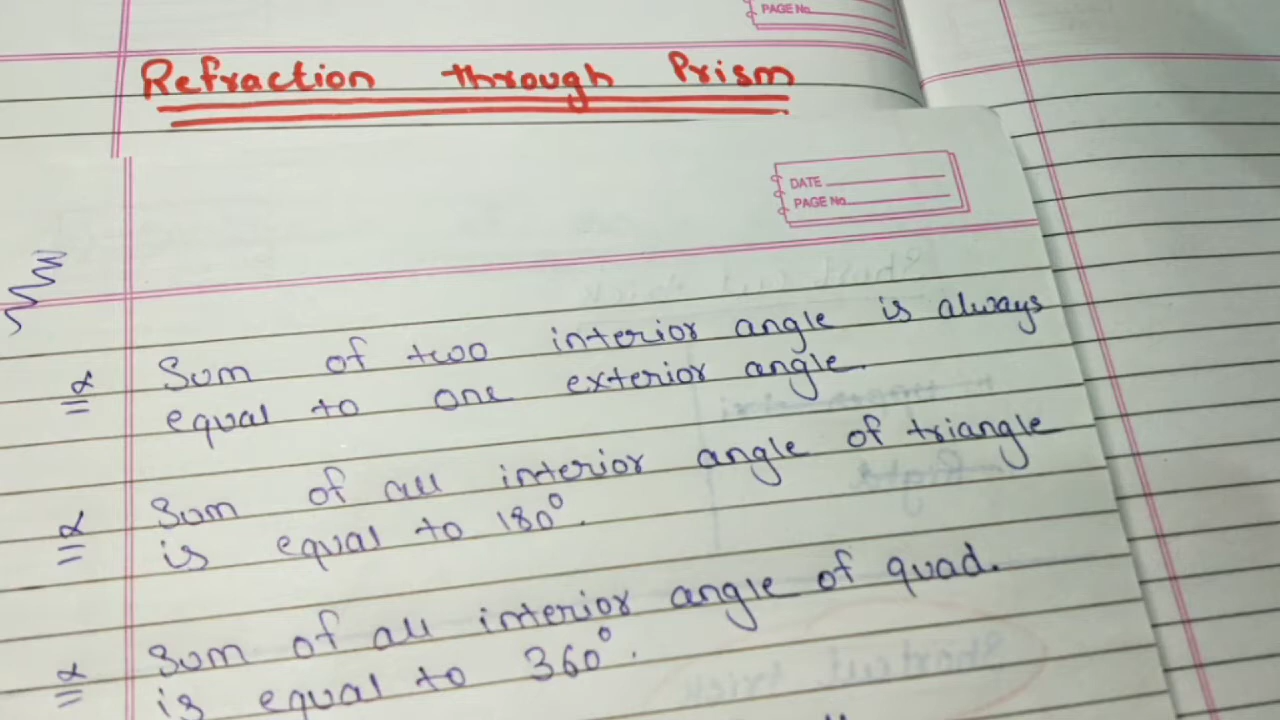 PAGE No.
Refraction through Prism
DATE
PAGE No.
Sum of two interior angle is always
equal to one exterior angle.
Sum of all interior angle of triangle
is equal to 180°.
Sum of all interior angle of quad.
is equal to 360°.